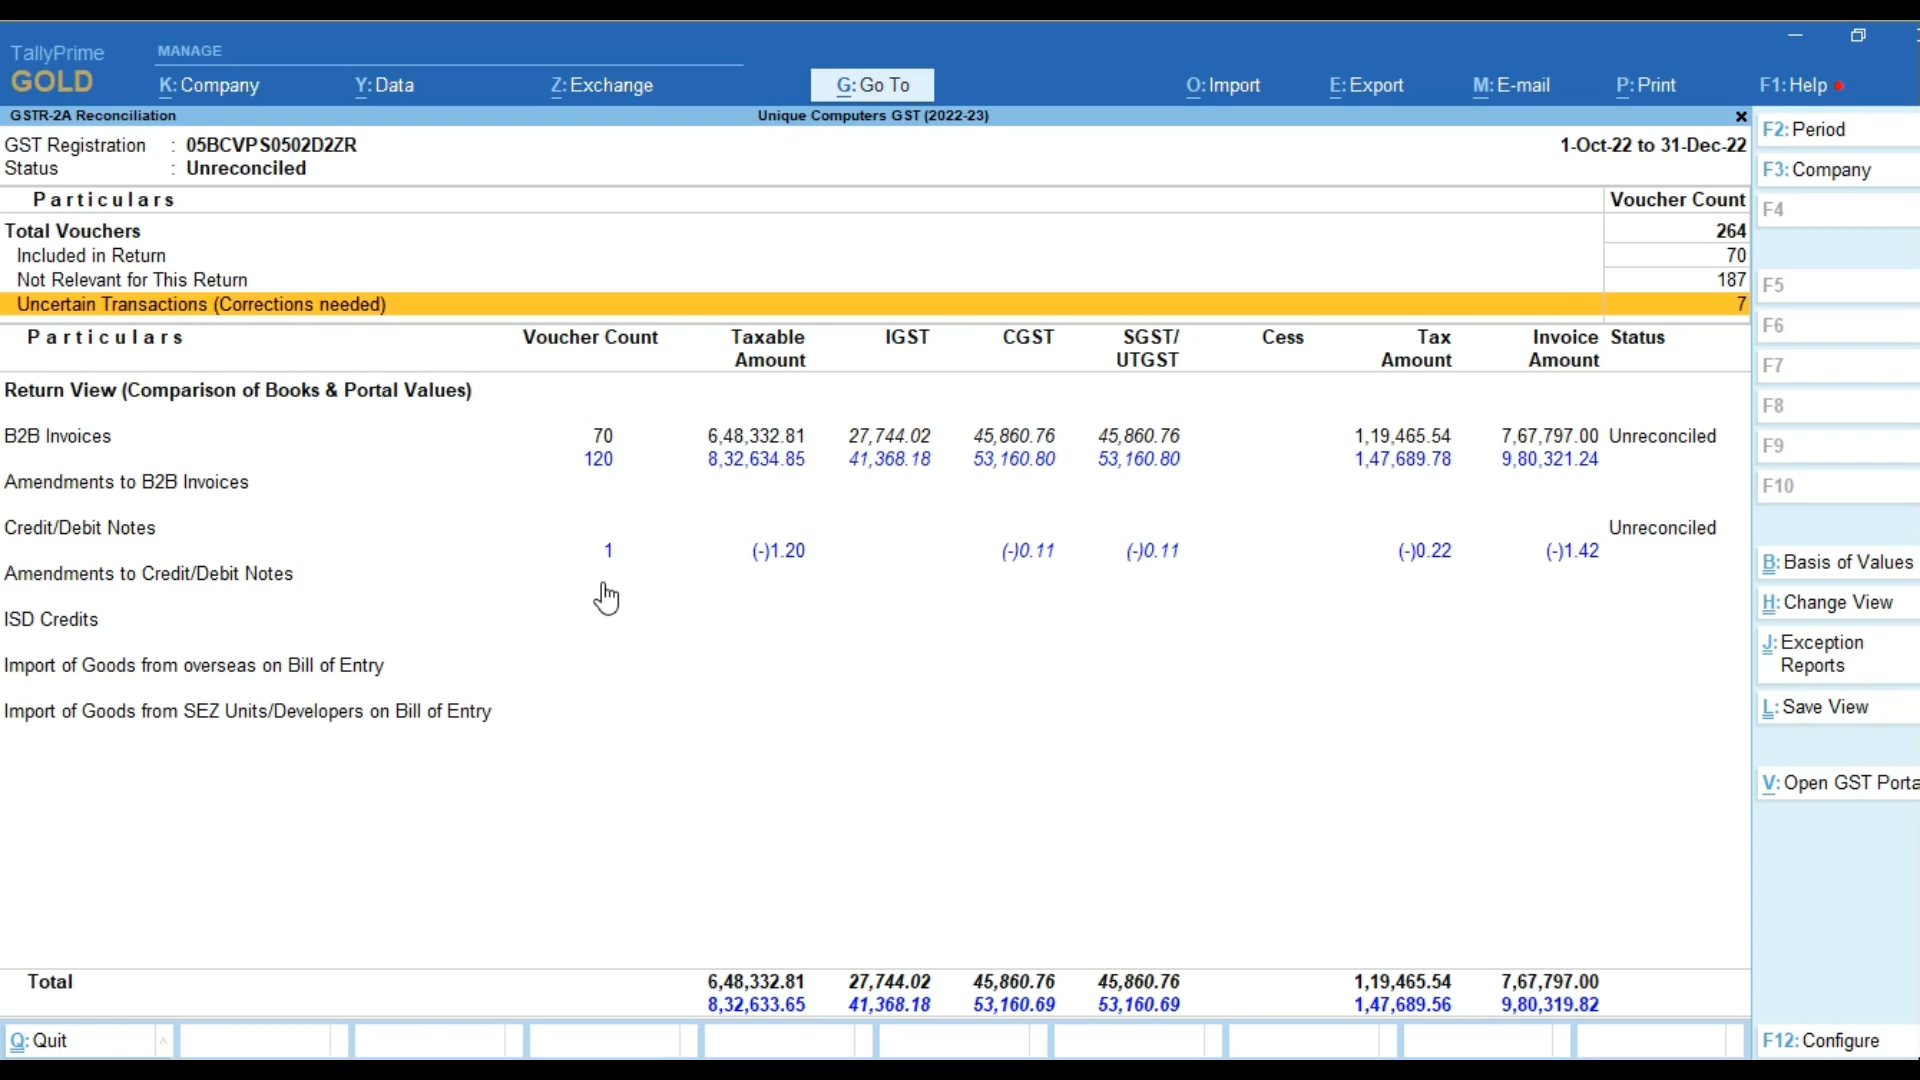 TallyPrime
GOLD
MANAGE
K: Company
Y: Data
Z: Exchange
G: Go To
O: Import
E: Export
M: E-mail
P: Print
F1: Help
GSTR-2A Reconciliation
Unique Computers GST (2022-23)
GST Registration : 05BCVPS0502D2ZR
1-Oct-22 to 31-Dec-22
Status : Unreconciled
Particulars Voucher Count
Total Vouchers 264
Included in Return 70
Not Relevant for This Return 187
Uncertain Transactions (Corrections needed) 7
Particulars Voucher Count Taxable IGST CGST SGST/ Cess Tax Invoice Status
Amount UTGST Amount Amount
Return View (Comparison of Books & Portal Values)
B2B Invoices 70 6,48,332.81 27,744.02 45,860.76 45,860.76 1,19,465.54 7,67,797.00 Unreconciled
120 8,32,634.85 41,368.18 53,160.80 53,160.80 1,47,689.78 9,80,321.24
Amendments to B2B Invoices
Credit/Debit Notes Unreconciled
1 (-)1.20 (-)0.11 (-)0.11 (-)0.22 (-)1.42
Amendments to Credit/Debit Notes
ISD Credits
Import of Goods from overseas on Bill of Entry
Import of Goods from SEZ Units/Developers on Bill of Entry
Total 6,48,332.81 27,744.02 45,860.76 45,860.76 1,19,465.54 7,67,797.00
8,32,633.65 41,368.18 53,160.69 53,160.69 1,47,689.56 9,80,319.82
Q: Quit
F2: Period
F3: Company
F4
F5
F6
F7
F8
F9
F10
B: Basis of Values
H: Change View
J: Exception
Reports
L: Save View
V: Open GST Porta
F12: Configure